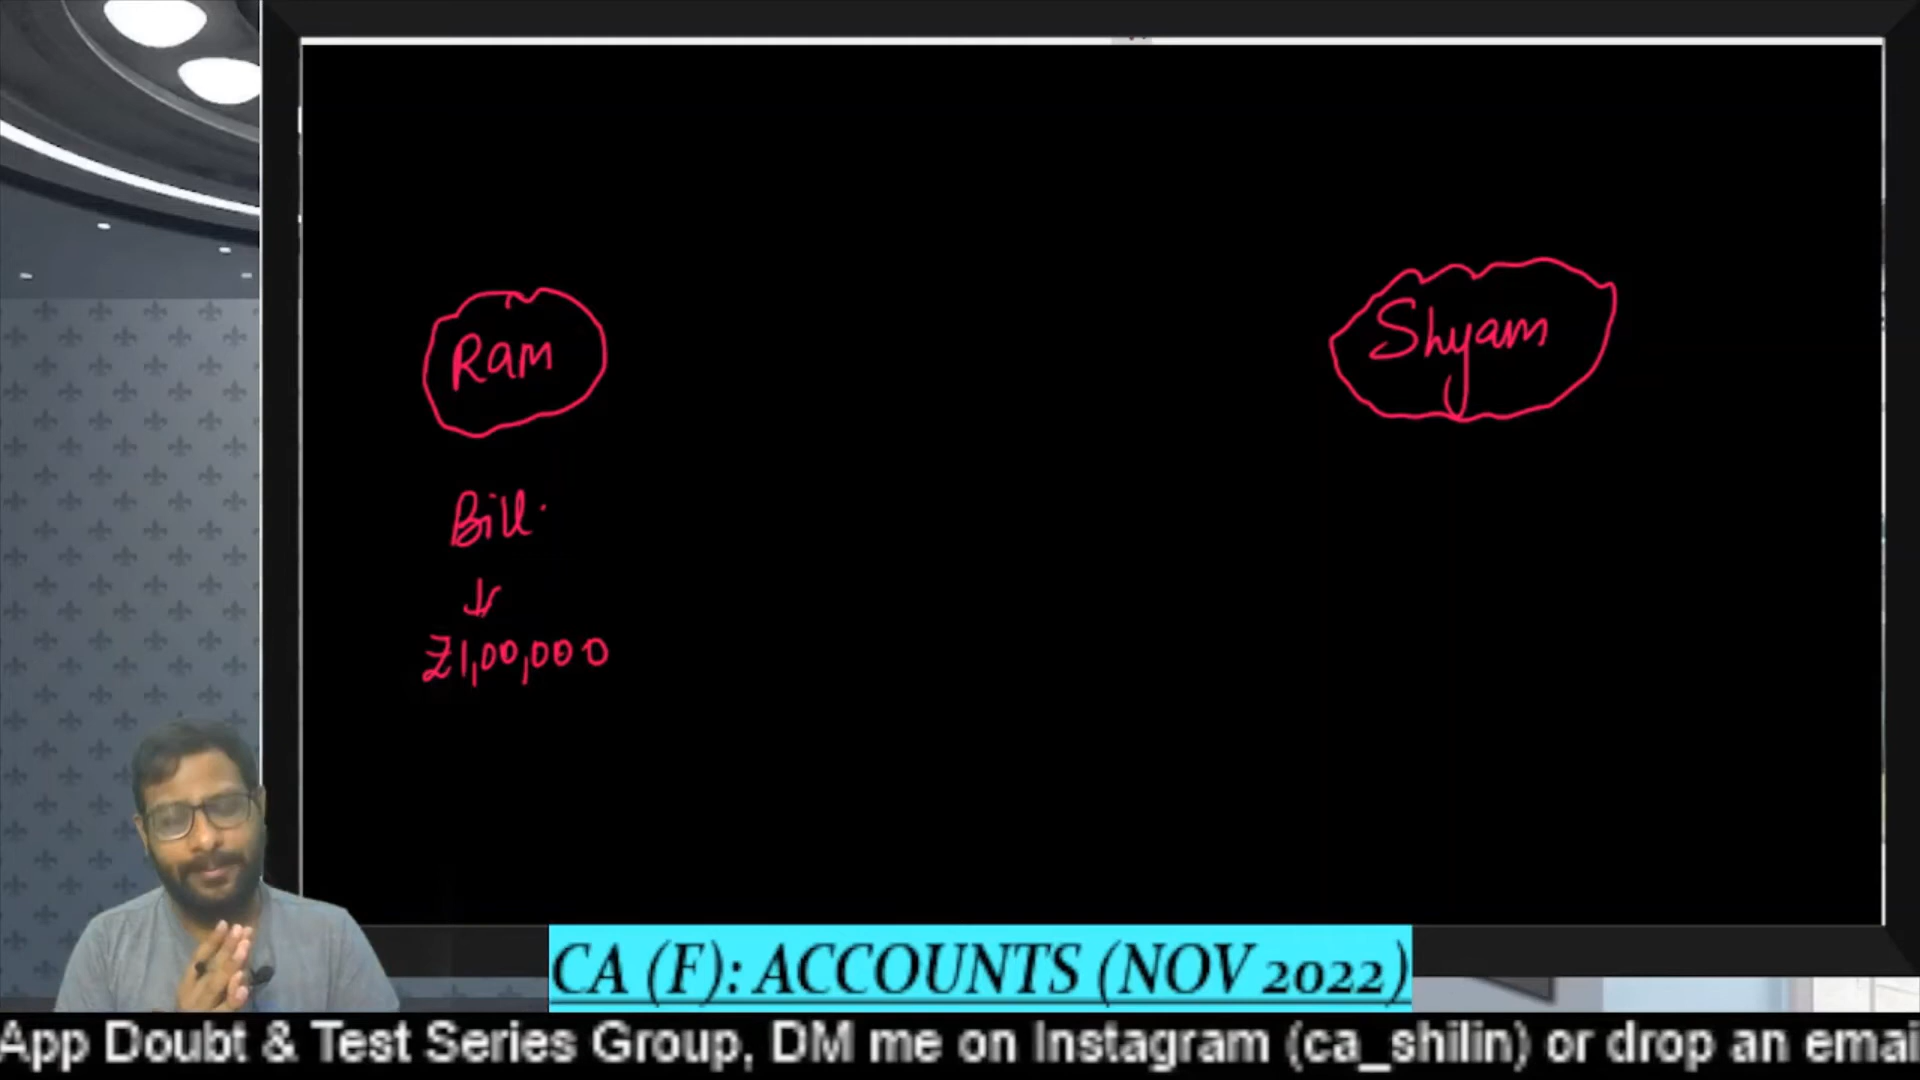 Ram
Shyam
Bill.
↓
₹1,00,000
CA (F): ACCOUNTS (NOV 2022)
App Doubt & Test Series Group, DM me on Instagram (ca_shilin) or drop an emai